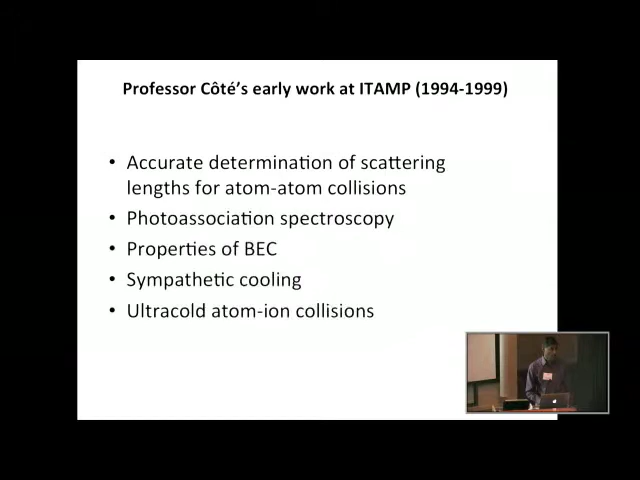 Professor Côté's early work at ITAMP (1994-1999)
• Accurate determination of scattering
lengths for atom-atom collisions
• Photoassociation spectroscopy
• Properties of BEC
• Sympathetic cooling
• Ultracold atom-ion collisions